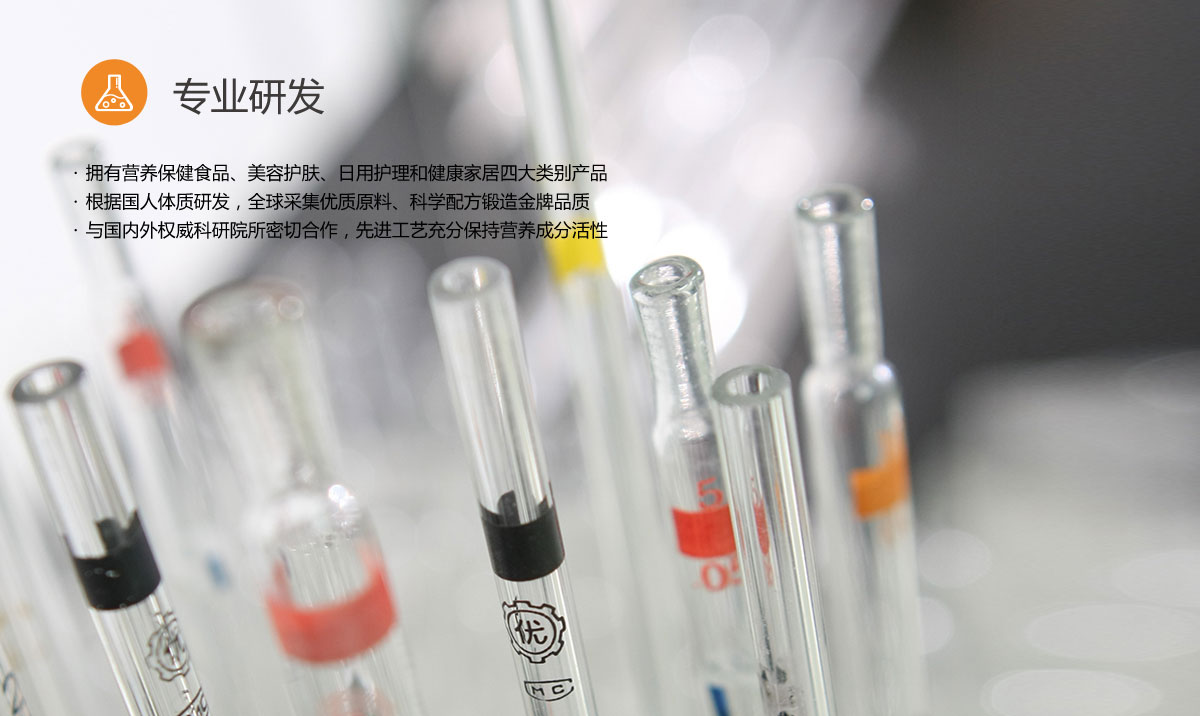 专业研发
· 拥有营养保健食品、美容护肤、日用护理和健康家居四大类别产品
· 根据国人体质研发，全球采集优质原料、科学配方锻造金牌品质
· 与国内外权威科研院所密切合作，先进工艺充分保持营养成分活性
5
05
优
MC